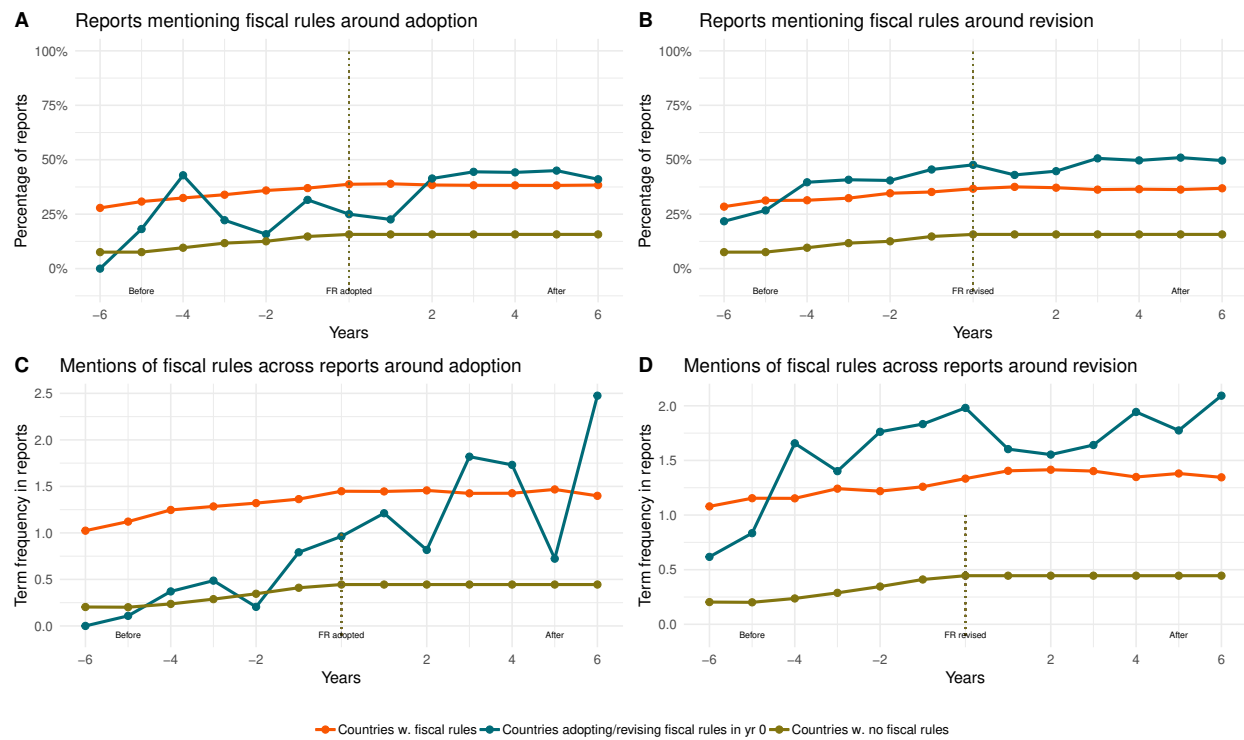 A Reports mentioning fiscal rules around adoption
Percentage of reports
100%
75%
50%
25%
0%
Before FR adopted After
−6 −4 −2 2 4 6
Years
B Reports mentioning fiscal rules around revision
Percentage of reports
100%
75%
50%
25%
0%
Before FR revised After
−6 −4 −2 2 4 6
Years
C Mentions of fiscal rules across reports around adoption
Term frequency in reports
2.5
2.0
1.5
1.0
0.5
0.0
Before FR adopted After
−6 −4 −2 2 4 6
Years
D Mentions of fiscal rules across reports around revision
Term frequency in reports
2.0
1.5
1.0
0.5
0.0
Before FR revised After
−6 −4 −2 2 4 6
Years
Countries w. fiscal rules Countries adopting/revising fiscal rules in yr 0 Countries w. no fiscal rules